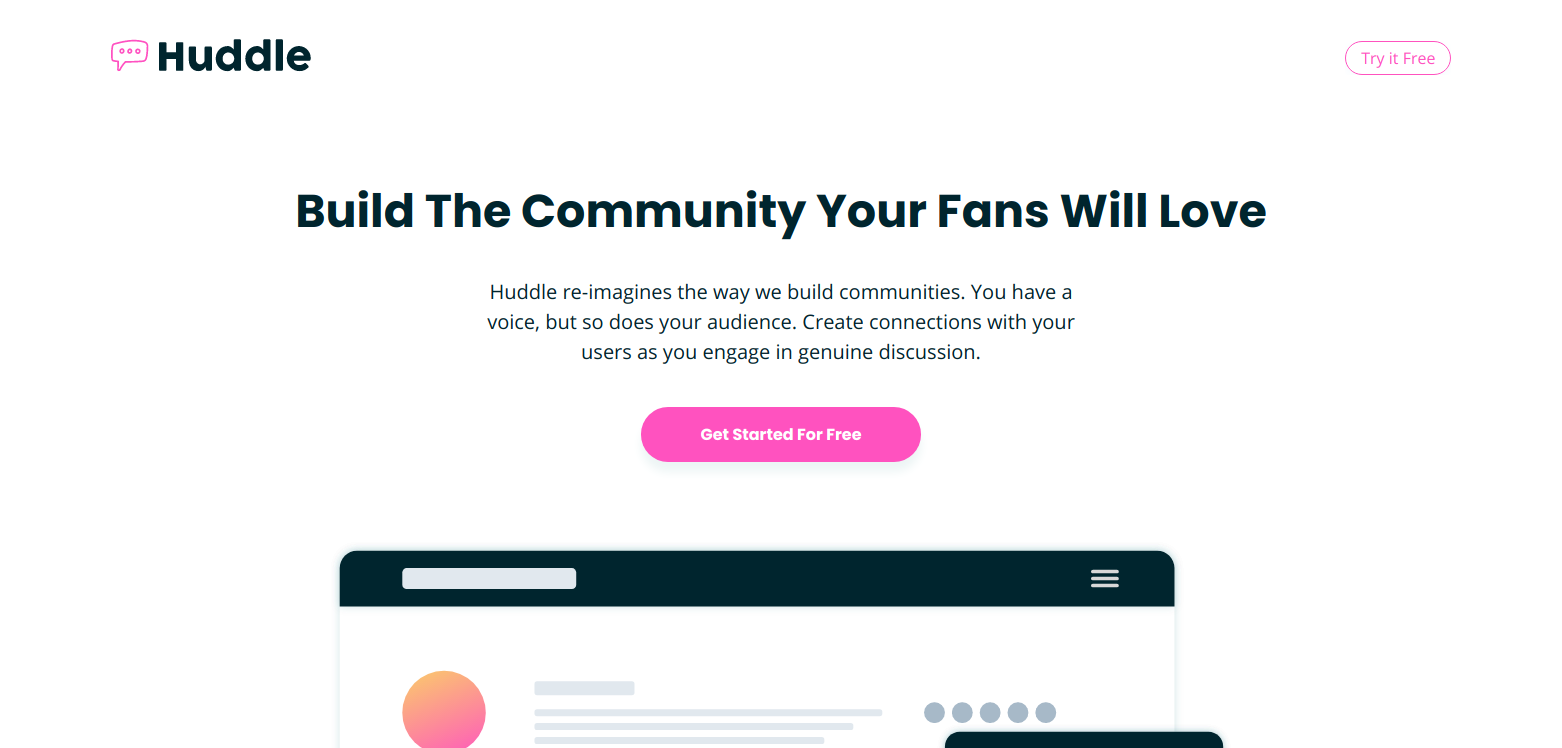 Huddle
Try it Free
Build The Community Your Fans Will Love
Huddle re-imagines the way we build communities. You have a
voice, but so does your audience. Create connections with your
users as you engage in genuine discussion.
Get Started For Free